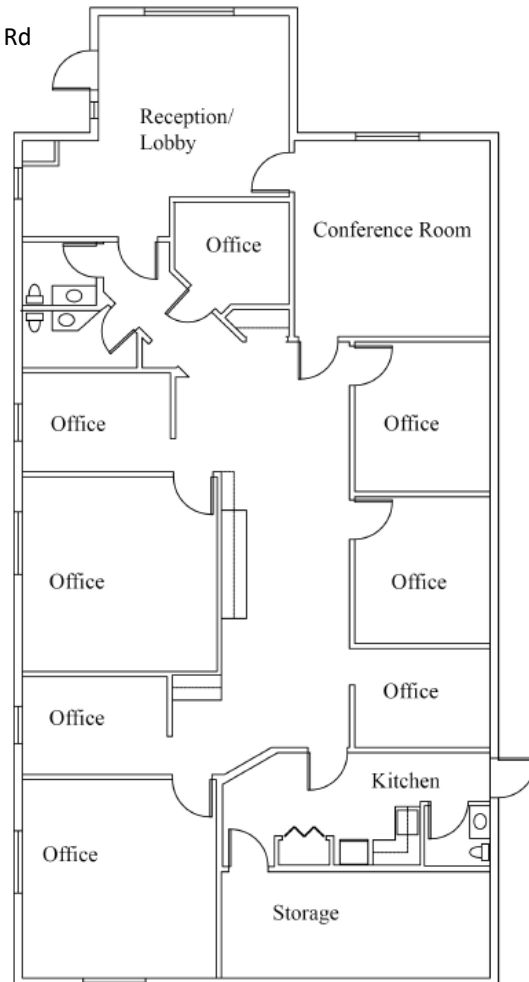 Rd
Reception/
Lobby
Office
Conference Room
Office
Office
Office
Office
Office
Office
Kitchen
Office
Storage